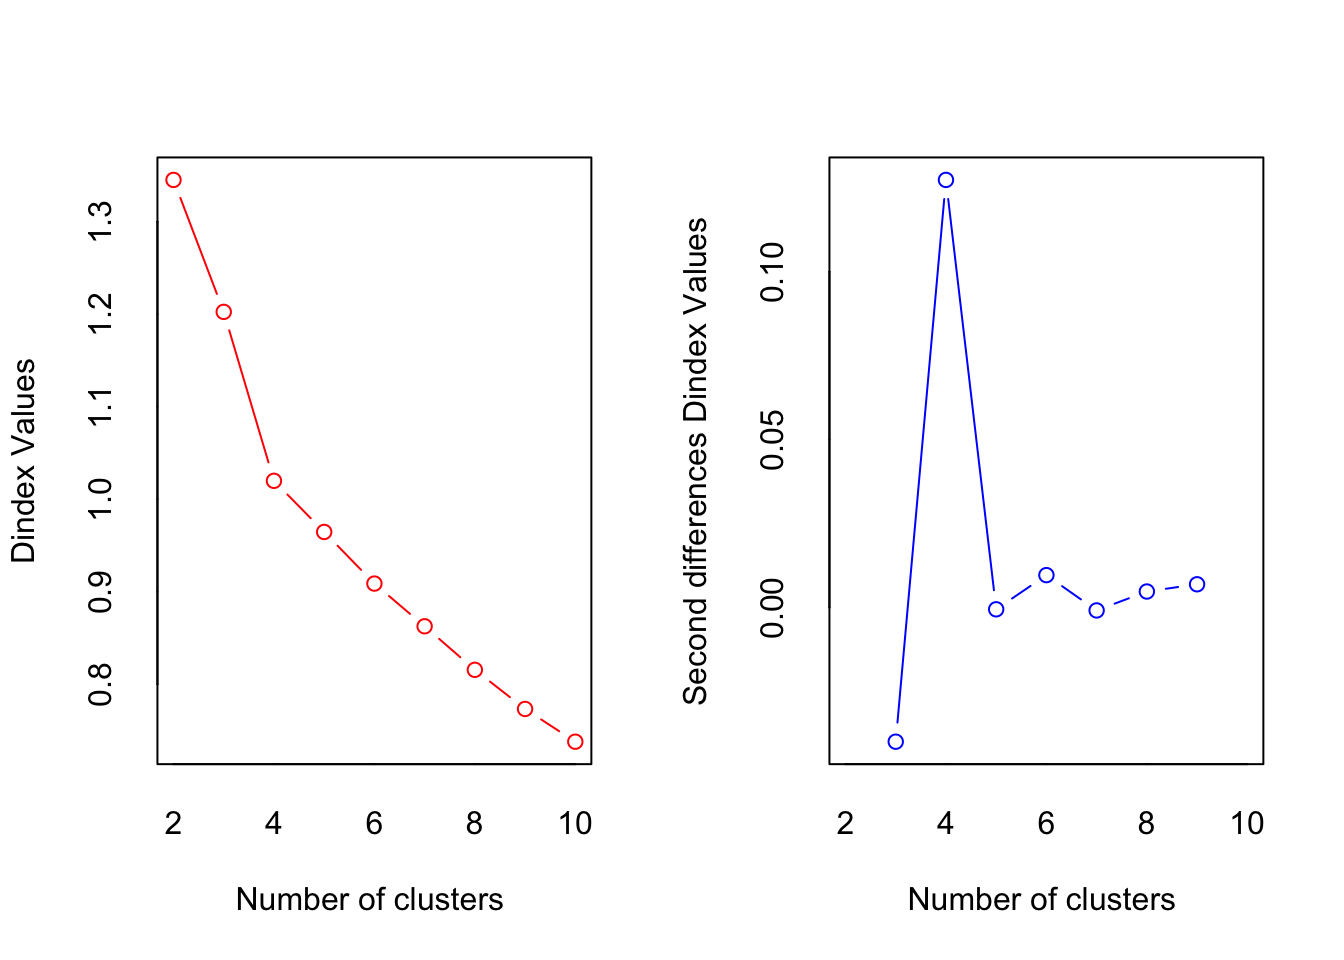 Dindex Values
1.3
1.2
1.1
1.0
0.9
0.8
2 4 6 8 10
Number of clusters
Second differences Dindex Values
0.10
0.05
0.00
2 4 6 8 10
Number of clusters